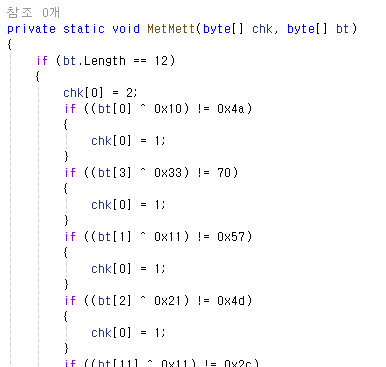 참조 0개
private static void MetMett(byte[] chk, byte[] bt)
{
if (bt.Length == 12)
{
chk[0] = 2;
if ((bt[0] ^ 0x10) != 0x4a)
{
chk[0] = 1;
}
if ((bt[3] ^ 0x33) != 70)
{
chk[0] = 1;
}
if ((bt[1] ^ 0x11) != 0x57)
{
chk[0] = 1;
}
if ((bt[2] ^ 0x21) != 0x4d)
{
chk[0] = 1;
}
if ((bt[11] ^ 0x11) != 0x2c)